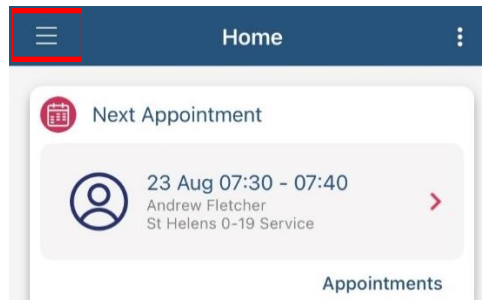 Home
Next Appointment
23 Aug 07:30 - 07:40
Andrew Fletcher
St Helens 0-19 Service
Appointments